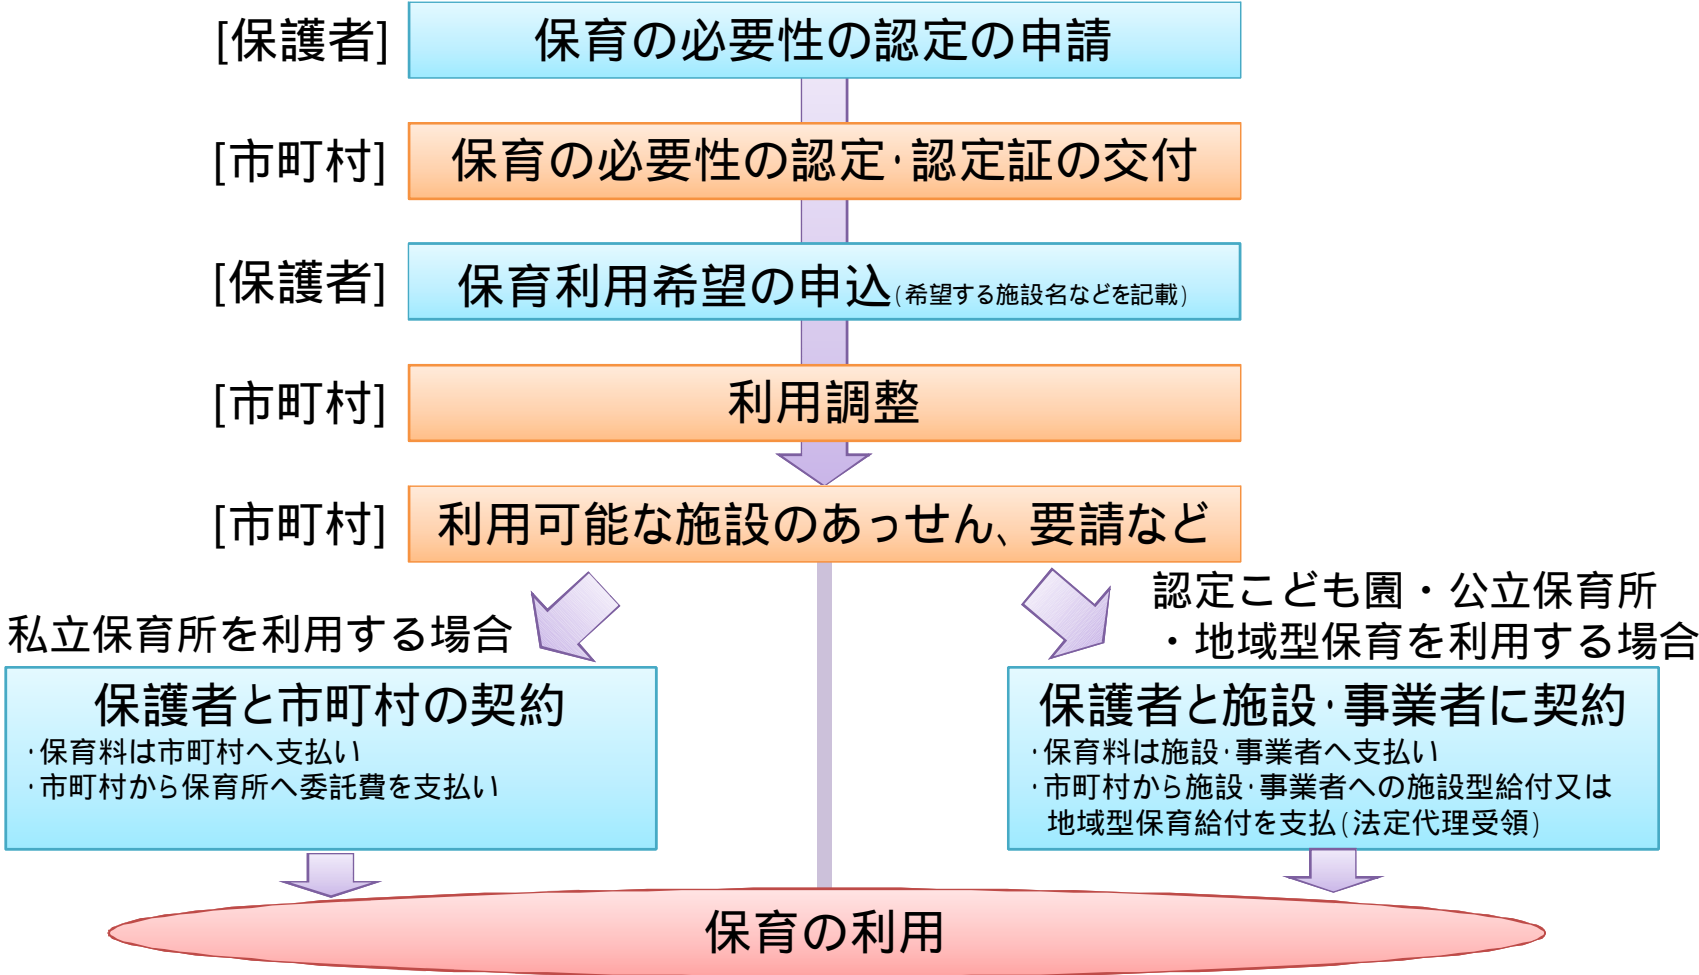 [保護者] 保育の必要性の認定の申請
[市町村] 保育の必要性の認定・認定証の交付
[保護者] 保育利用希望の申込(希望する施設名などを記載)
[市町村] 利用調整
[市町村] 利用可能な施設のあっせん、要請など
私立保育所を利用する場合
保護者と市町村の契約
・保育料は市町村へ支払い
・市町村から保育所へ委託費を支払い
認定こども園・公立保育所
・地域型保育を利用する場合
保護者と施設・事業者に契約
・保育料は施設・事業者へ支払い
・市町村から施設・事業者への施設型給付又は
地域型保育給付を支払(法定代理受領)
保育の利用